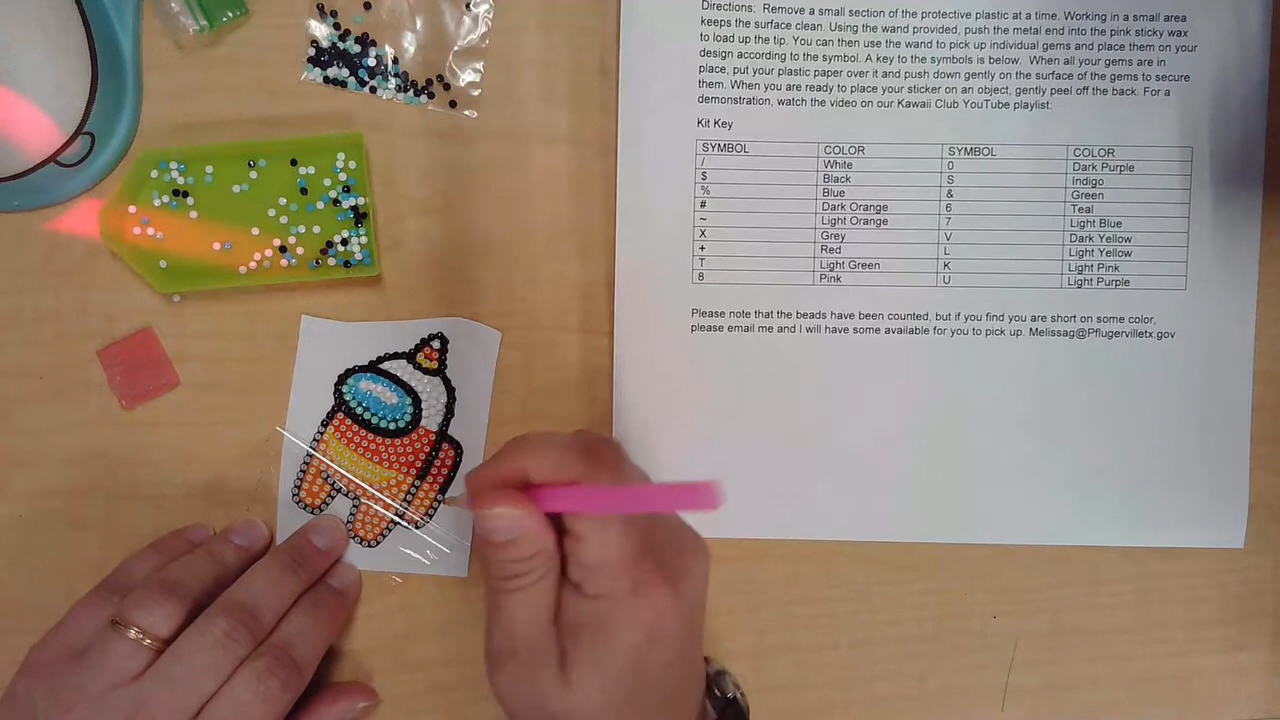 Directions: Remove a small section of the protective plastic at a time. Working in a small area
keeps the surface clean. Using the wand provided, push the metal end into the pink sticky wax
to load up the tip. You can then use the wand to pick up individual gems and place them on your
design according to the symbol. A key to the symbols is below. When all your gems are in
place, put your plastic paper over it and push down gently on the surface of the gems to secure
them. When you are ready to place your sticker on an object, gently peel off the back. For a
demonstration, watch the video on our Kawaii Club YouTube playlist:
Kit Key
SYMBOL COLOR SYMBOL COLOR
/ White 0 Dark Purple
$ Black S Indigo
% Blue & Green
# Dark Orange 6 Teal
~ Light Orange 7 Light Blue
X Grey V Dark Yellow
+ Red L Light Yellow
T Light Green K Light Pink
8 Pink U Light Purple
Please note that the beads have been counted, but if you find you are short on some color,
please email me and I will have some available for you to pick up. Melissag@Pflugervilletx.gov